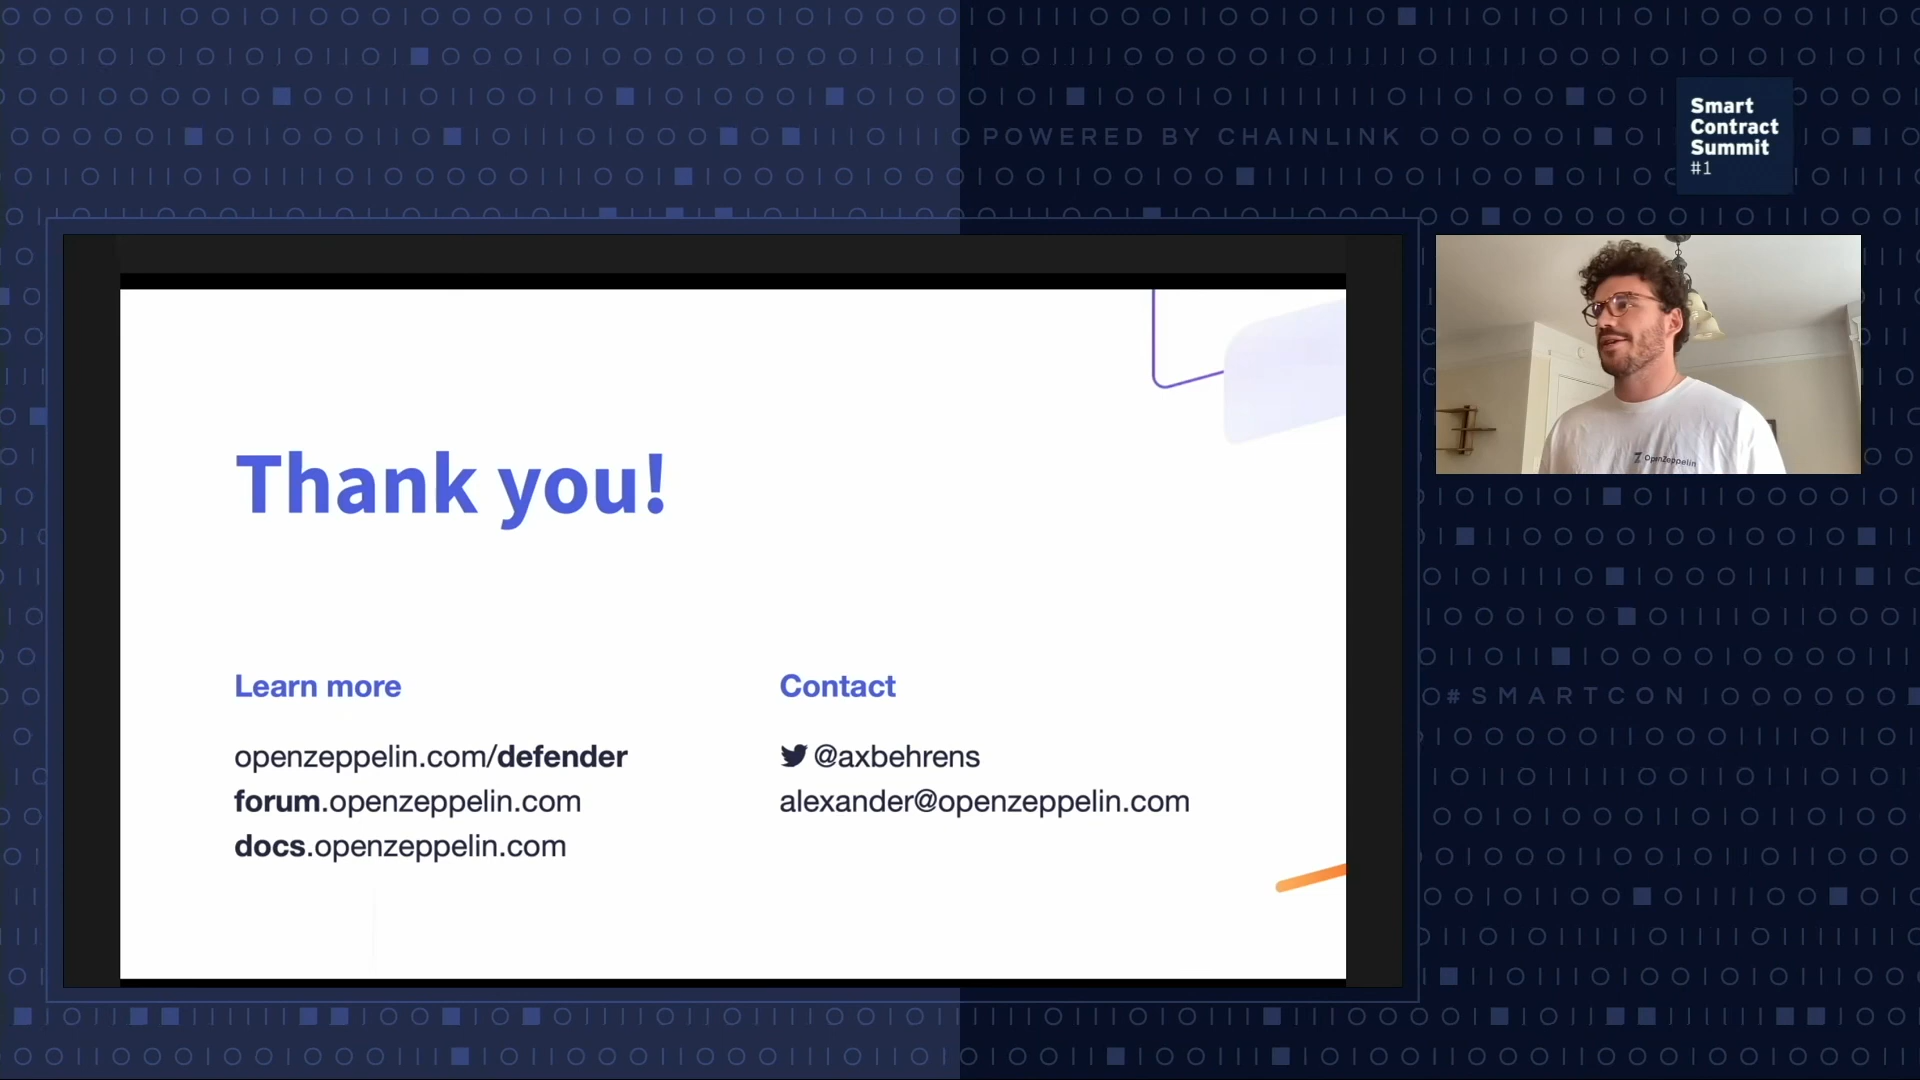 POWERED BY CHAINLINK
Smart
Contract
Summit
#1
Thank you!
Learn more
openzeppelin.com/defender
forum.openzeppelin.com
docs.openzeppelin.com
Contact
@axbehrens
alexander@openzeppelin.com
OpenZeppelin
#SMARTCON